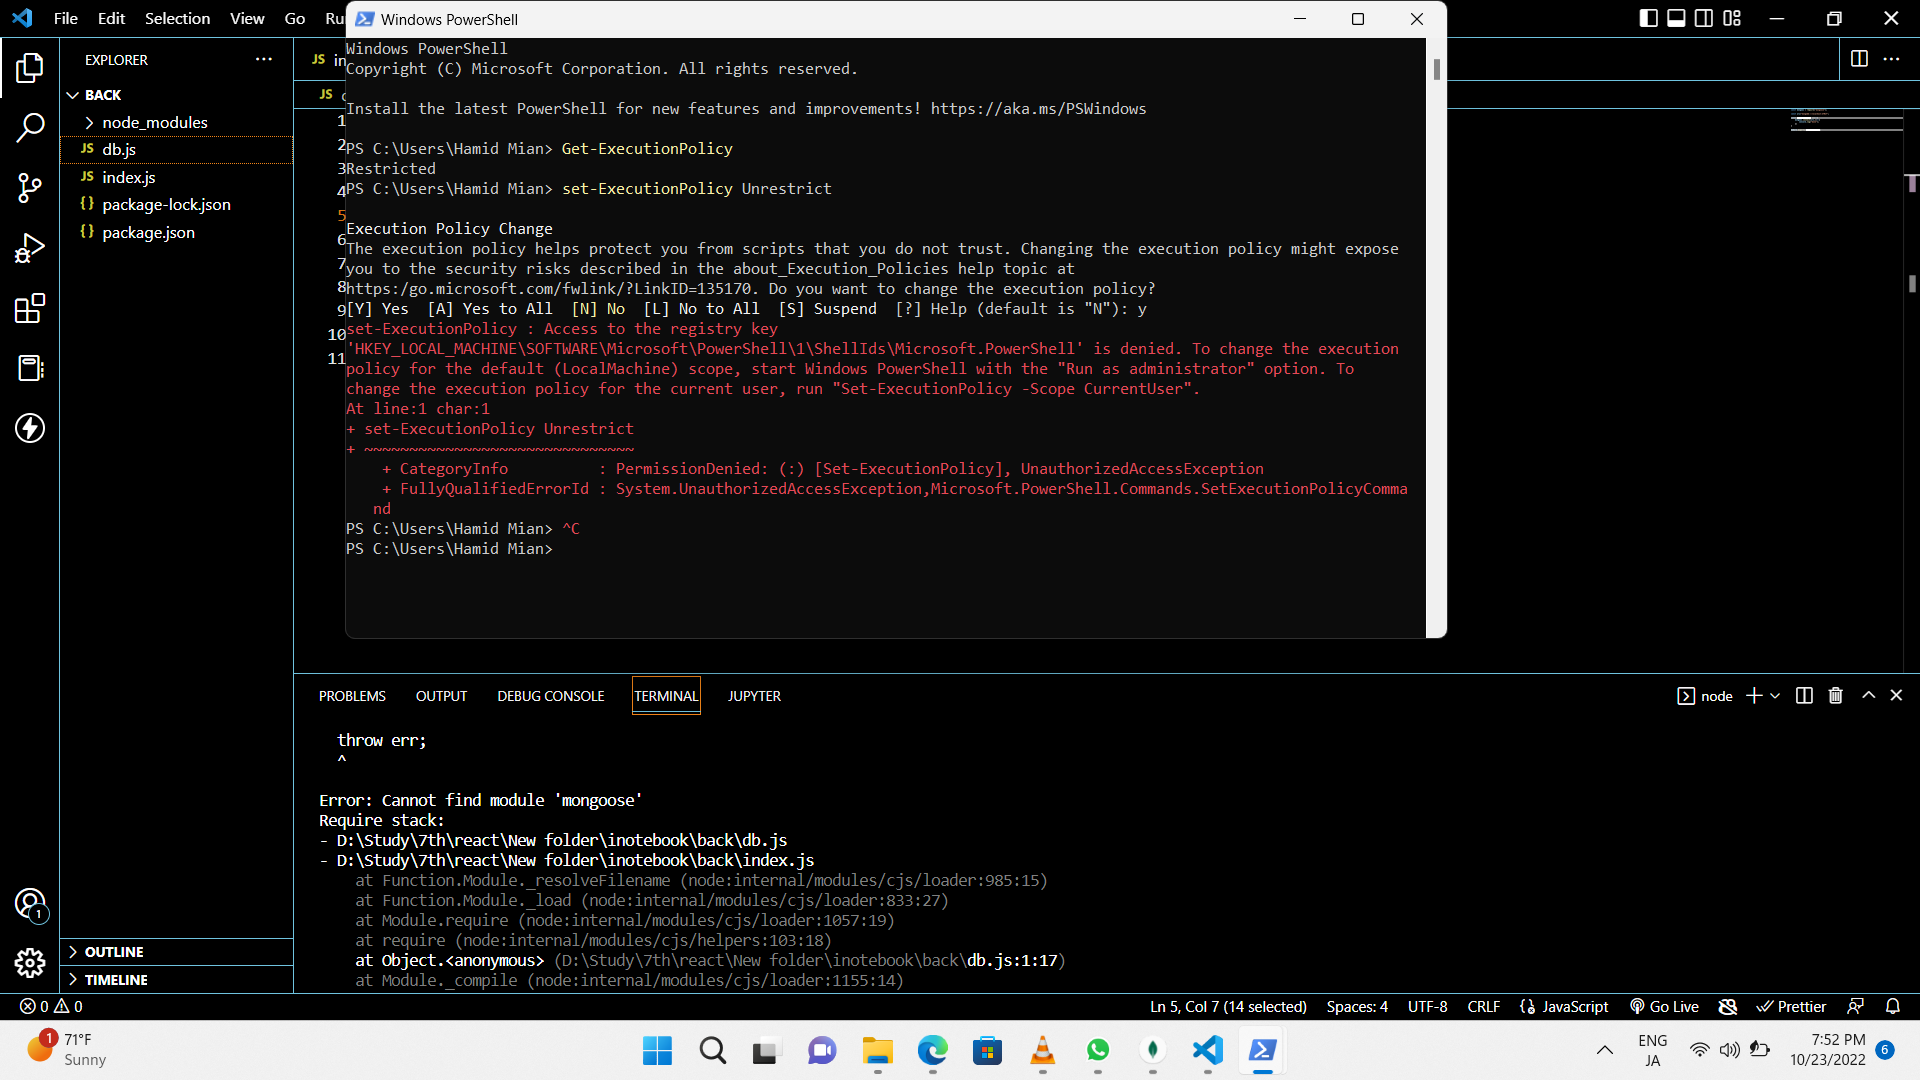 File Edit Selection View Go Ru
Windows PowerShell
EXPLORER
BACK
node_modules
JS db.js
JS index.js
{} package-lock.json
{} package.json
OUTLINE
TIMELINE
JS in
JS
1
2
3
4
5
6
7
8
9
10
11
Windows PowerShell
Copyright (C) Microsoft Corporation. All rights reserved.
Install the latest PowerShell for new features and improvements! https://aka.ms/PSWindows
PS C:\Users\Hamid Mian> Get-ExecutionPolicy
Restricted
PS C:\Users\Hamid Mian> set-ExecutionPolicy Unrestrict
Execution Policy Change
The execution policy helps protect you from scripts that you do not trust. Changing the execution policy might expose
you to the security risks described in the about_Execution_Policies help topic at
https:/go.microsoft.com/fwlink/?LinkID=135170. Do you want to change the execution policy?
[Y] Yes  [A] Yes to All  [N] No  [L] No to All  [S] Suspend  [?] Help (default is "N"): y
set-ExecutionPolicy : Access to the registry key
'HKEY_LOCAL_MACHINE\SOFTWARE\Microsoft\PowerShell\1\ShellIds\Microsoft.PowerShell' is denied. To change the execution
policy for the default (LocalMachine) scope, start Windows PowerShell with the "Run as administrator" option. To
change the execution policy for the current user, run "Set-ExecutionPolicy -Scope CurrentUser".
At line:1 char:1
+ set-ExecutionPolicy Unrestrict
+ ~~~~~~~~~~~~~~~~~~~~~~~~~~~~~~
+ CategoryInfo          : PermissionDenied: (:) [Set-ExecutionPolicy], UnauthorizedAccessException
+ FullyQualifiedErrorId : System.UnauthorizedAccessException,Microsoft.PowerShell.Commands.SetExecutionPolicyComma
nd
PS C:\Users\Hamid Mian> ^C
PS C:\Users\Hamid Mian>
PROBLEMS OUTPUT DEBUG CONSOLE TERMINAL JUPYTER
node
throw err;
^
Error: Cannot find module 'mongoose'
Require stack:
- D:\Study\7th\react\New folder\inotebook\back\db.js
- D:\Study\7th\react\New folder\inotebook\back\index.js
at Function.Module._resolveFilename (node:internal/modules/cjs/loader:985:15)
at Function.Module._load (node:internal/modules/cjs/loader:833:27)
at Module.require (node:internal/modules/cjs/loader:1057:19)
at require (node:internal/modules/cjs/helpers:103:18)
at Object.<anonymous> (D:\Study\7th\react\New folder\inotebook\back\db.js:1:17)
at Module._compile (node:internal/modules/cjs/loader:1155:14)
1
0 0
Ln 5, Col 7 (14 selected) Spaces: 4 UTF-8 CRLF {} JavaScript Go Live Prettier
1
71°F
Sunny
ENG
JA
7:52 PM
10/23/2022
6